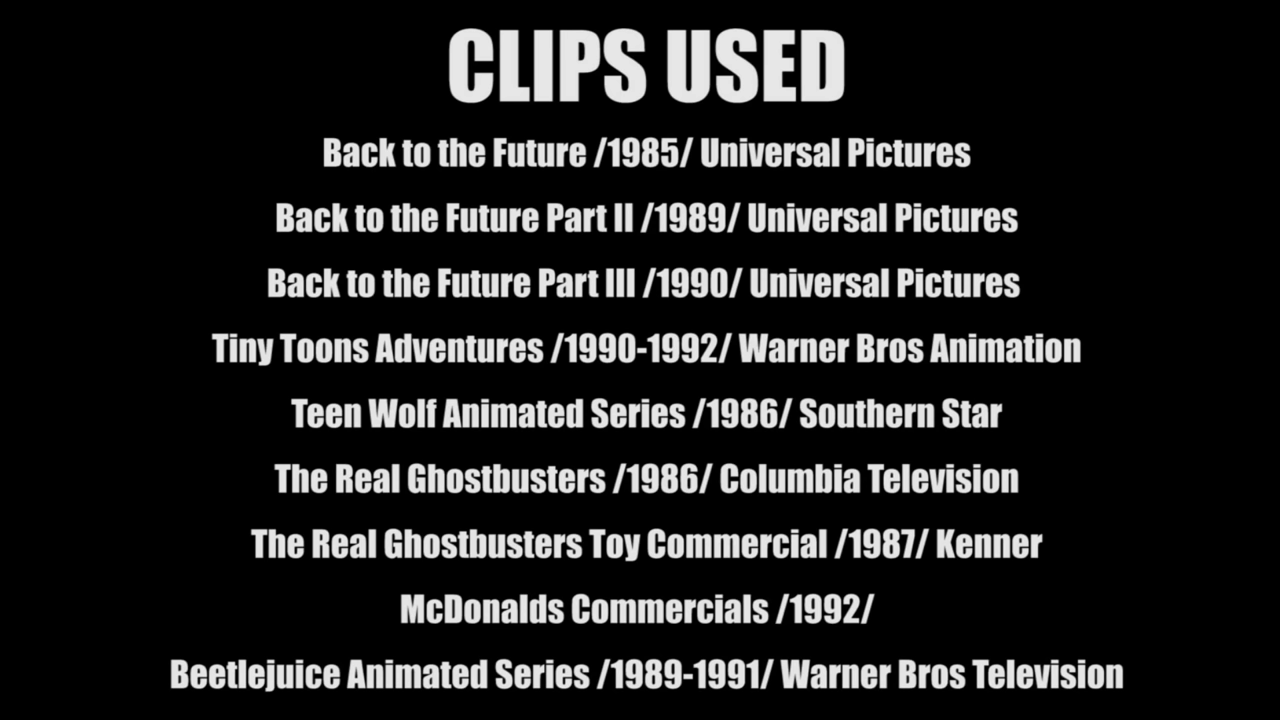 CLIPS USED
Back to the Future /1985/ Universal Pictures
Back to the Future Part II /1989/ Universal Pictures
Back to the Future Part III /1990/ Universal Pictures
Tiny Toons Adventures /1990-1992/ Warner Bros Animation
Teen Wolf Animated Series /1986/ Southern Star
The Real Ghostbusters /1986/ Columbia Television
The Real Ghostbusters Toy Commercial /1987/ Kenner
McDonalds Commercials /1992/
Beetlejuice Animated Series /1989-1991/ Warner Bros Television